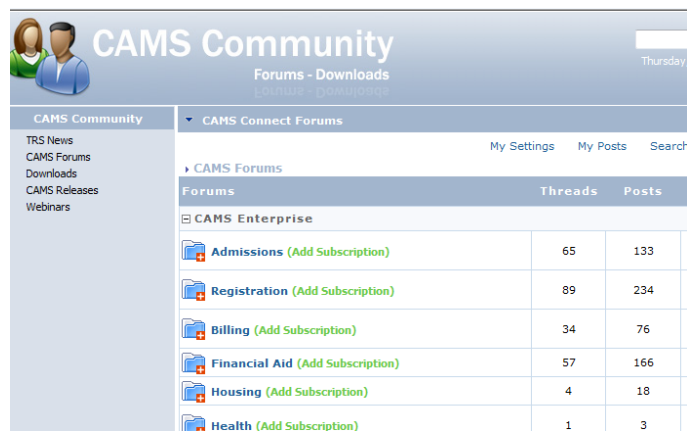 CAMS Community
Forums - Downloads
Thursday
CAMS Community
TRS News
CAMS Forums
Downloads
CAMS Releases
Webinars
CAMS Connect Forums
My Settings My Posts Search
CAMS Forums
Forums Threads Posts
CAMS Enterprise
Admissions (Add Subscription) 65 133
Registration (Add Subscription) 89 234
Billing (Add Subscription) 34 76
Financial Aid (Add Subscription) 57 166
Housing (Add Subscription) 4 18
Health (Add Subscription) 1 3